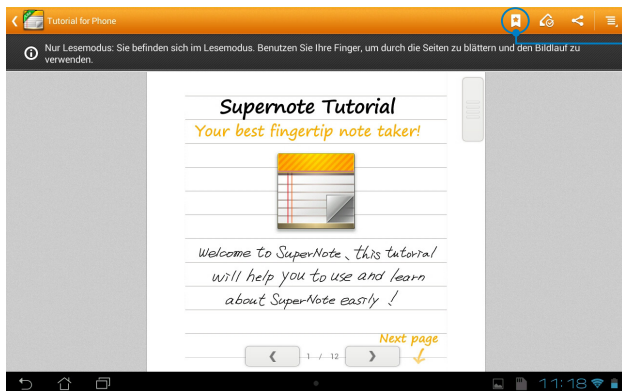 Tutorial for Phone
Nur Lesemodus: Sie befinden sich im Lesemodus. Benutzen Sie Ihre Finger, um durch die Seiten zu blättern und den Bildlauf zu
verwenden.
Supernote Tutorial
Your best fingertip note taker!
Welcome to SuperNote、this tutorial
will help you to use and learn
about SuperNote easily !
Next page
1 / 12
11:18